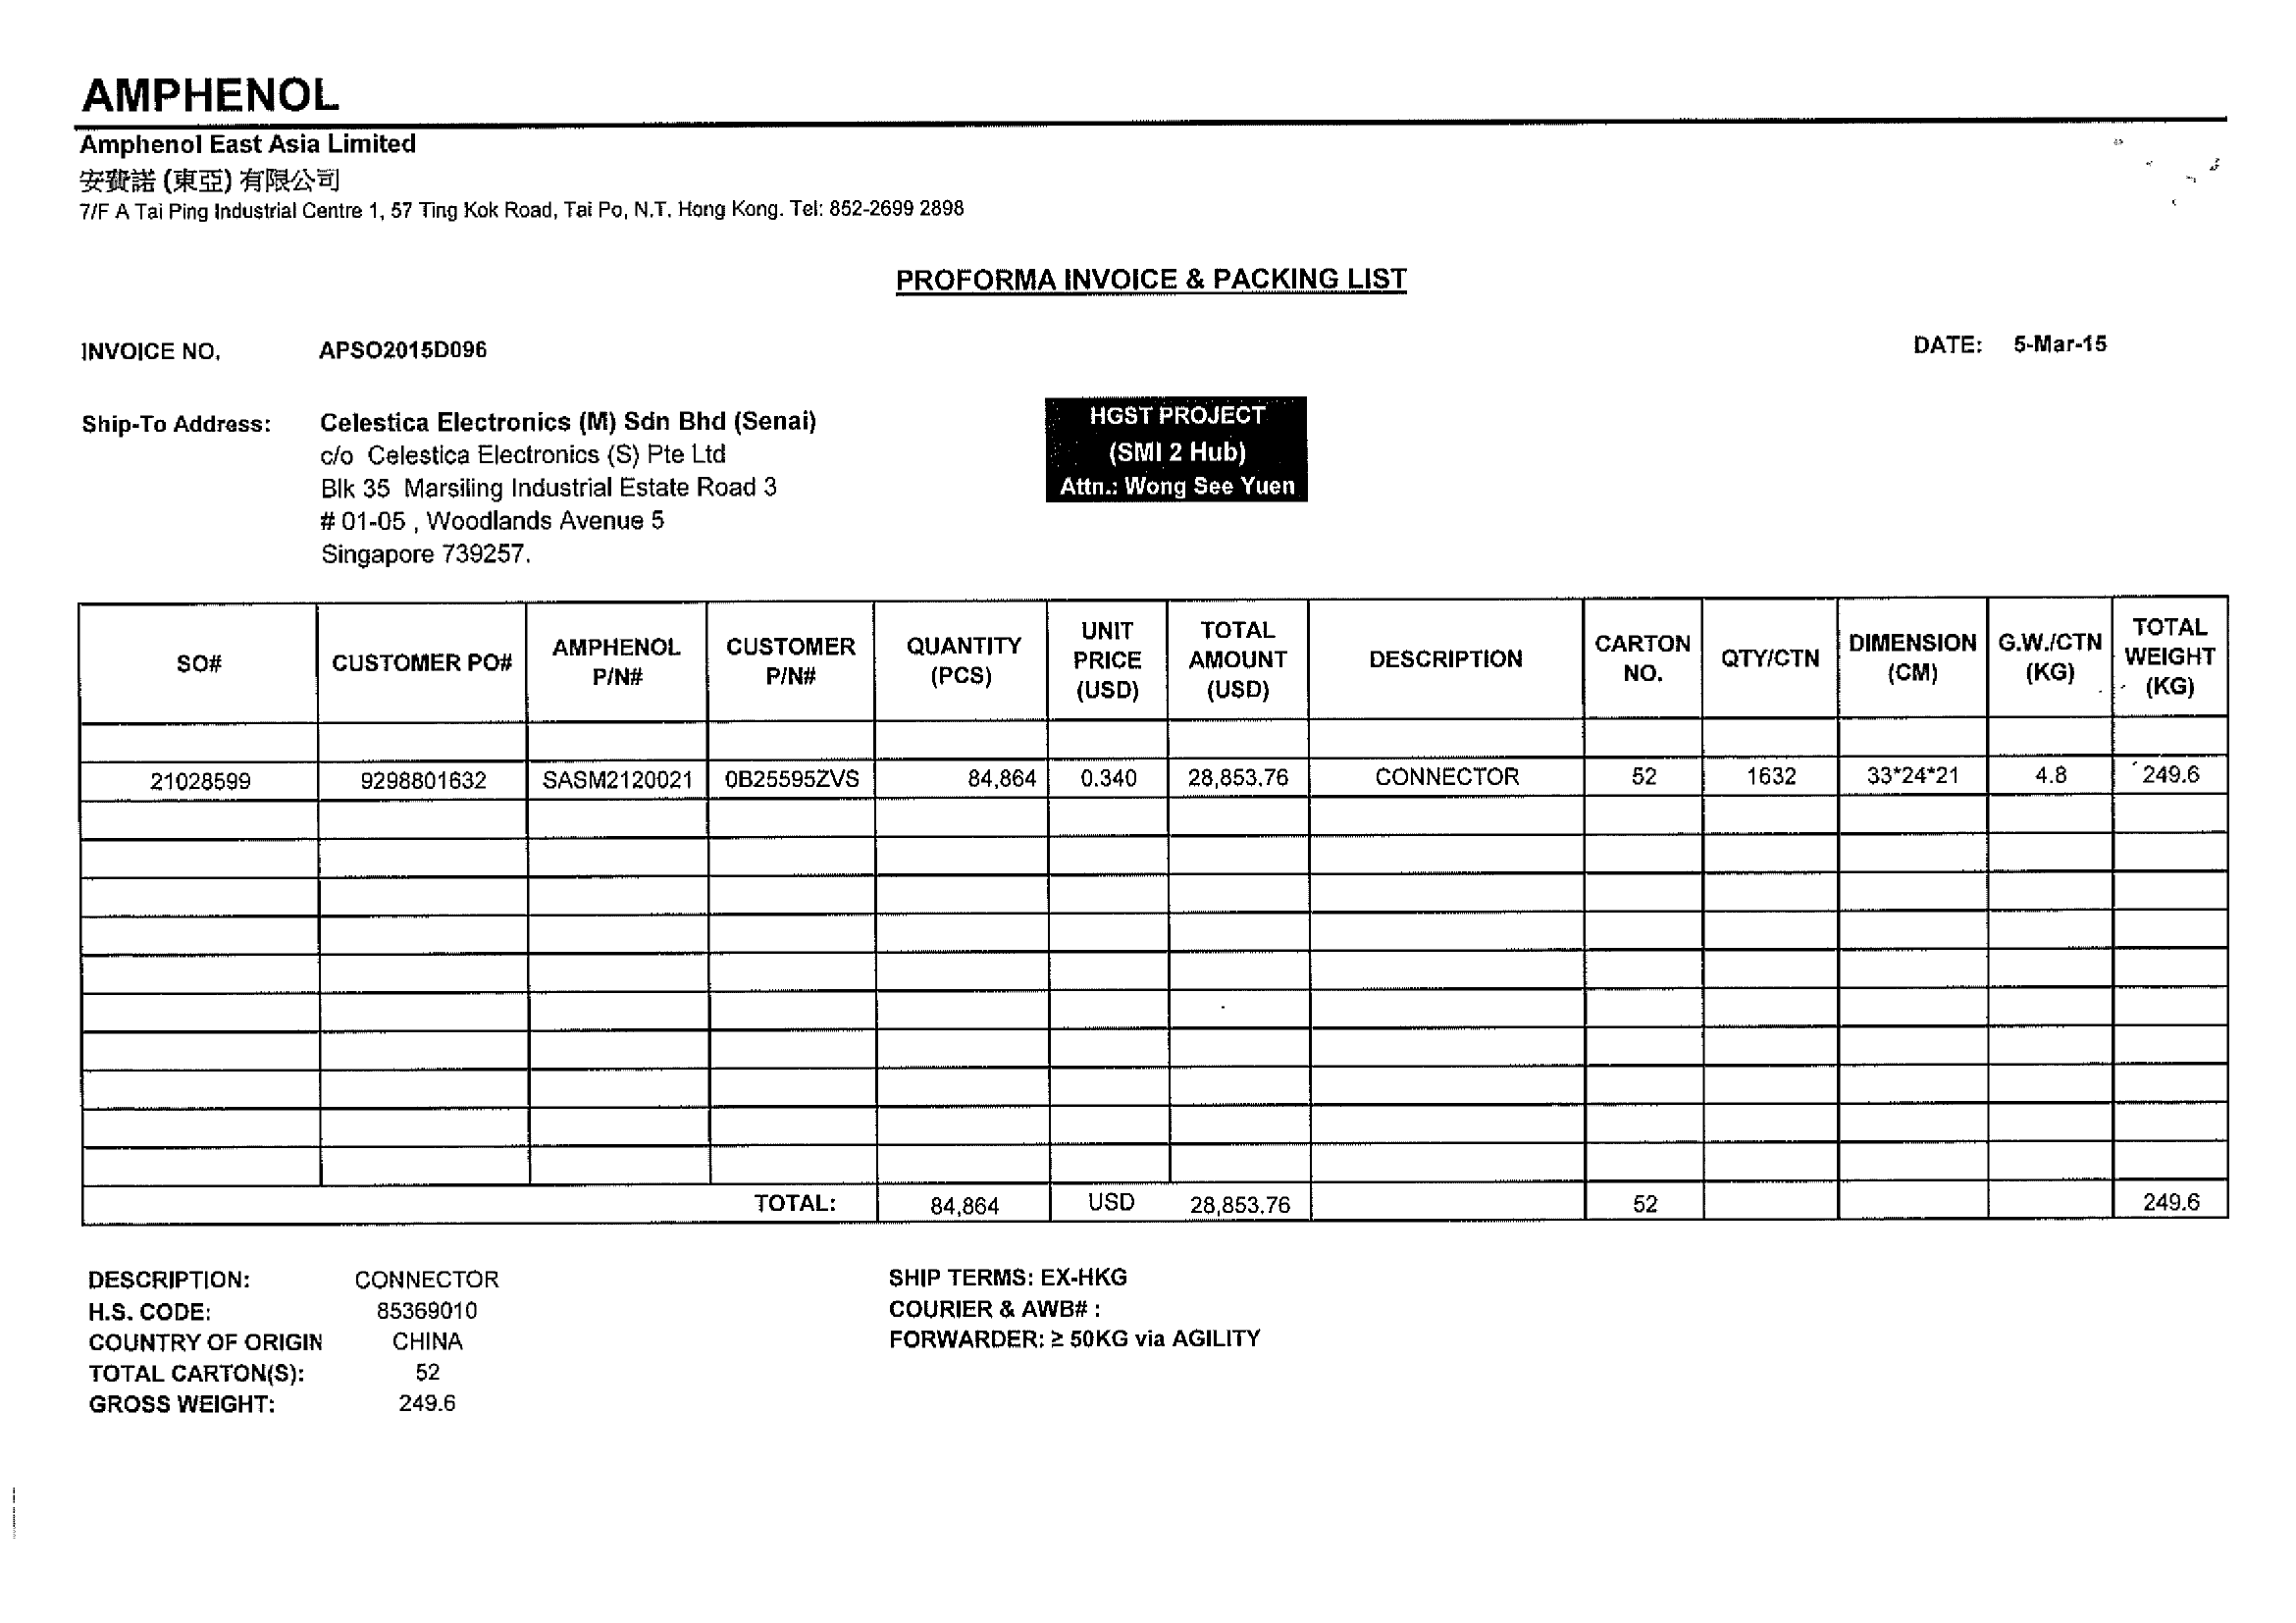 AMPHENOL
Amphenol East Asia Limited
安費諾 (東亞) 有限公司
7/F A Tai Ping Industrial Centre 1, 57 Ting Kok Road, Tai Po, N.T. Hong Kong. Tel: 852-2699 2898
PROFORMA INVOICE & PACKING LIST
INVOICE NO. APSO2015D096 DATE: 5-Mar-15
Ship-To Address: Celestica Electronics (M) Sdn Bhd (Senai)
c/o Celestica Electronics (S) Pte Ltd
Blk 35 Marsiling Industrial Estate Road 3
# 01-05 , Woodlands Avenue 5
Singapore 739257.
HGST PROJECT
(SMI 2 Hub)
Attn.: Wong See Yuen
SO# CUSTOMER PO# AMPHENOL P/N# CUSTOMER P/N# QUANTITY (PCS) UNIT PRICE (USD) TOTAL AMOUNT (USD) DESCRIPTION CARTON NO. QTY/CTN DIMENSION (CM) G.W./CTN (KG) TOTAL WEIGHT (KG)
21028599 9298801632 SASM2120021 0B25595ZVS 84,864 0.340 28,853.76 CONNECTOR 52 1632 33*24*21 4.8 249.6
TOTAL: 84,864 USD 28,853.76 52 249.6
DESCRIPTION: CONNECTOR
H.S. CODE: 85369010
COUNTRY OF ORIGIN CHINA
TOTAL CARTON(S): 52
GROSS WEIGHT: 249.6
SHIP TERMS: EX-HKG
COURIER & AWB# :
FORWARDER: ≥ 50KG via AGILITY